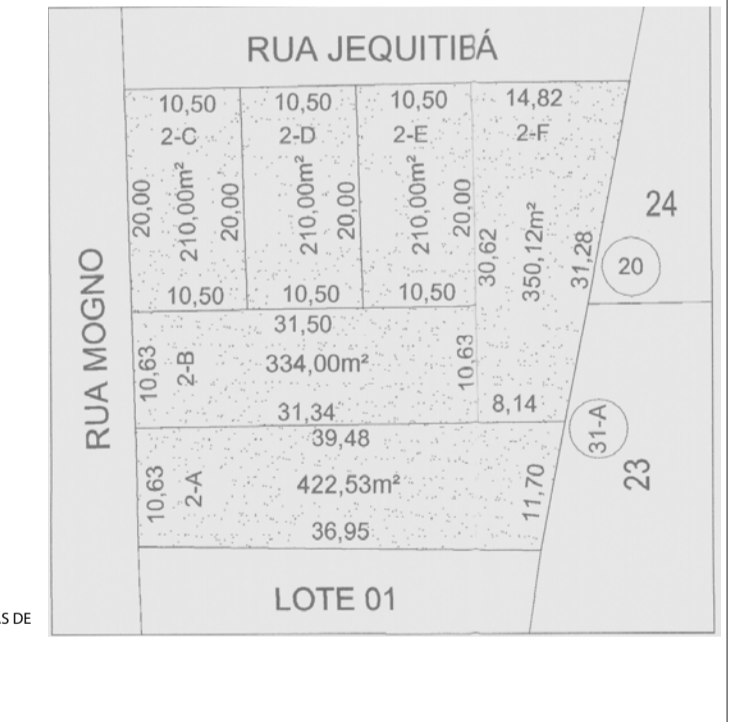 RUA JEQUITIBÁ
10,50
10,50
10,50
14,82
2-C
2-D
2-E
2-F
20,00
210,00m²
20,00
210,00m²
20,00
210,00m²
20,00
30,62
350,12m²
31,28
24
20
10,50
10,50
10,50
RUA MOGNO
31,50
10,63
2-B
334,00m²
10,63
31,34
8,14
39,48
31-A
23
10,63
2-A
422,53m²
11,70
36,95
LOTE 01
S DE